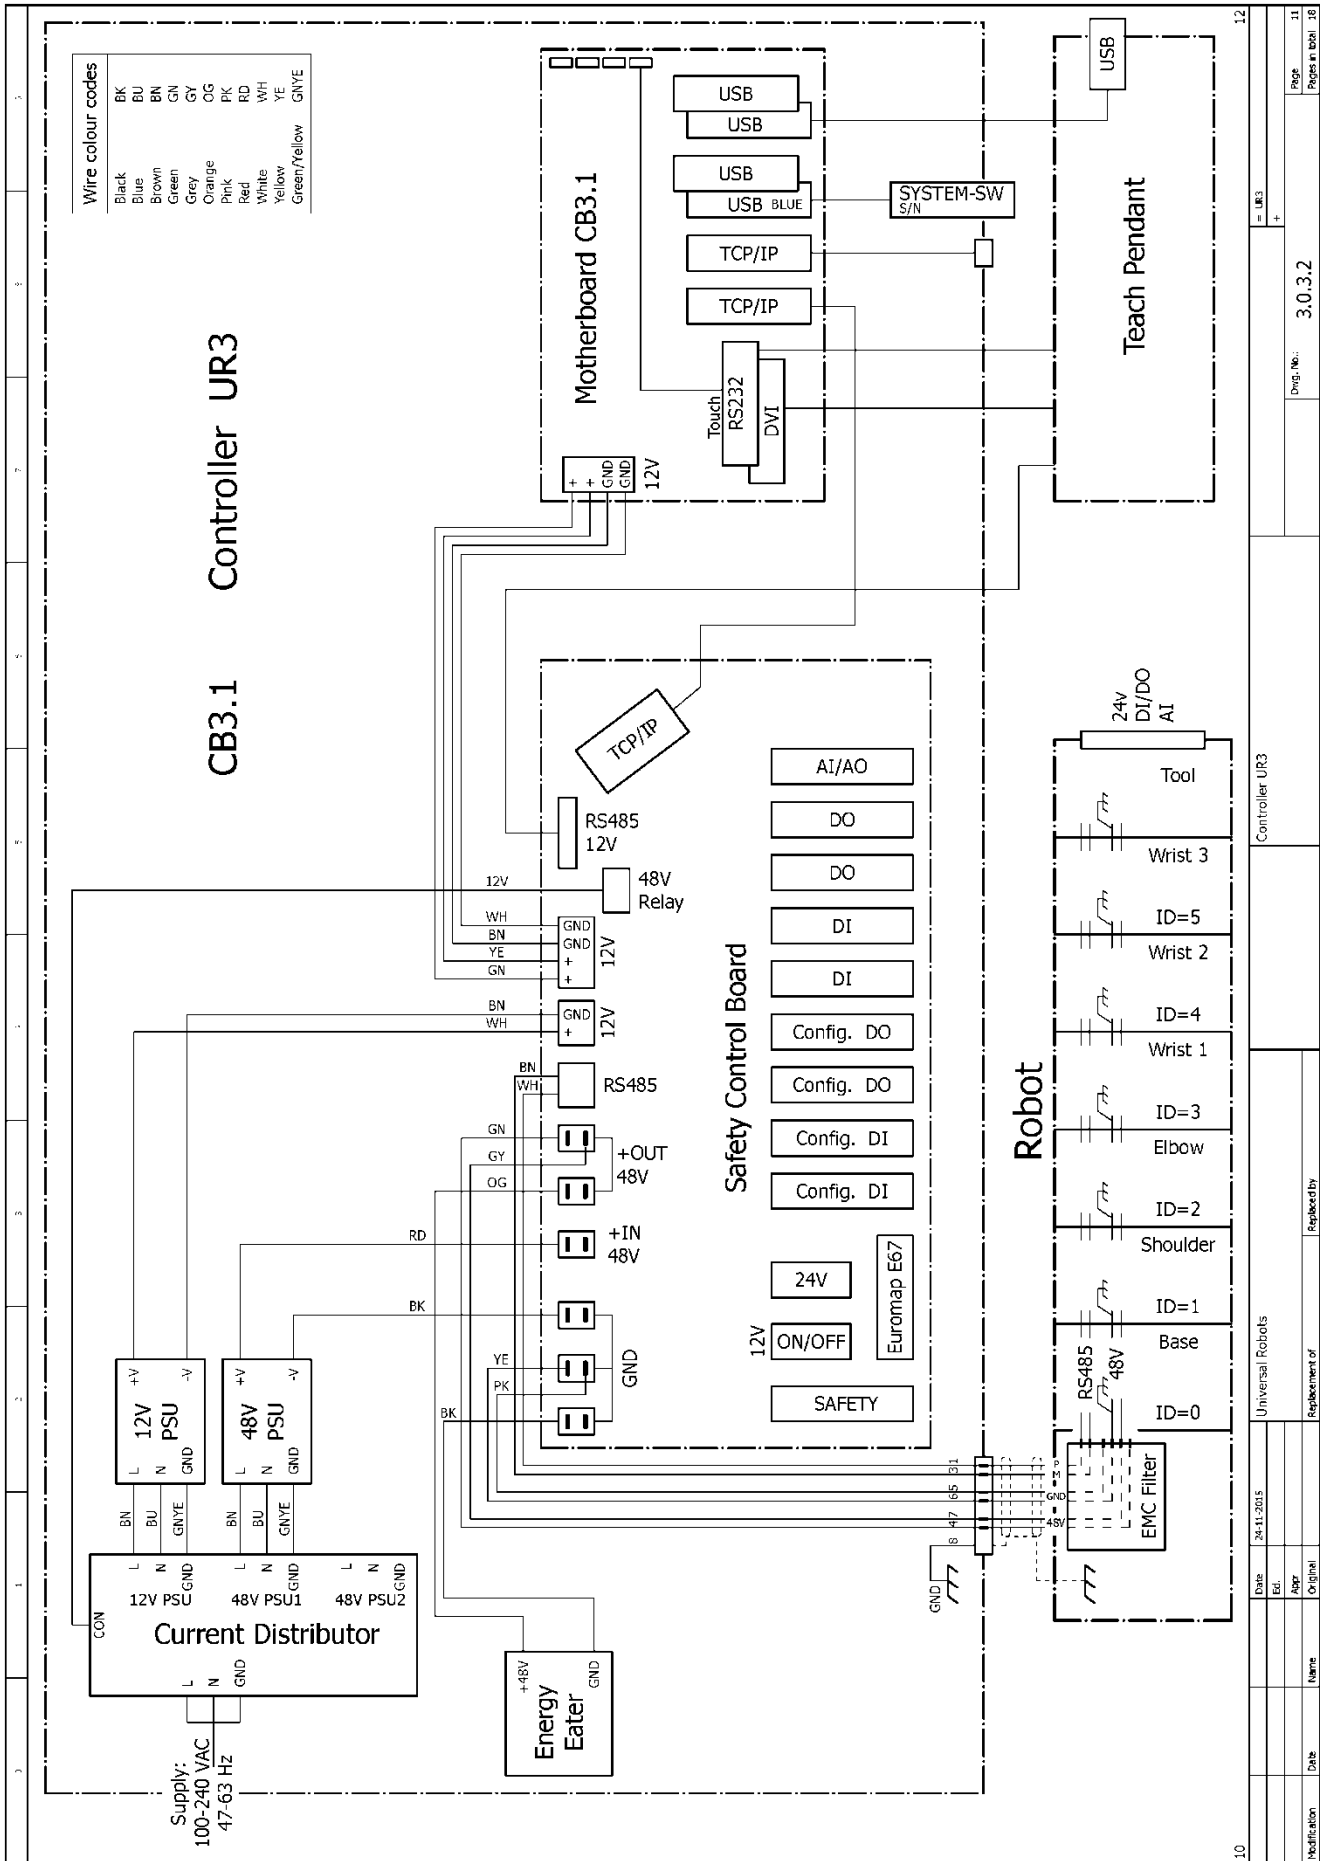 Wire colour codes
Black BK
Blue BU
Brown BN
Green GN
Grey GY
Orange OG
Pink PK
Red RD
White WH
Yellow YE
Green/Yellow GNYE
CB3.1 Controller UR3
Motherboard CB3.1
USB
USB
USB
USB BLUE
TCP/IP
TCP/IP
Touch
RS232
DVI
+
+
GND
GND
12V
SYSTEM-SW
S/N
USB
Teach Pendant
Safety Control Board
TCP/IP
RS485
12V
12V
48V
Relay
WH
BN
YE
GN
GND
GND
+
+
12V
BN
WH
GND
+
12V
BN
WH
RS485
GN
GY
OG
+OUT
48V
RD
+IN
48V
BK
YE
PK
BK
GND
AI/AO
DO
DO
DI
DI
Config. DO
Config. DO
Config. DI
Config. DI
24V
12V
ON/OFF
Euromap E67
SAFETY
12V
PSU
+V
-V
L
N
GND
48V
PSU
+V
-V
L
N
GND
BN
BU
GNYE
BN
BU
GNYE
CON
L
N
GND
12V PSU
L
N
GND
48V PSU1
L
N
GND
48V PSU2
Current Distributor
L
N
GND
Supply:
100-240 VAC
47-63 Hz
Energy
Eater
+48V
GND
31
65
47
8
GND
Robot
24v
DI/DO
AI
Tool
Wrist 3
ID=5
Wrist 2
ID=4
Wrist 1
ID=3
Elbow
ID=2
Shoulder
ID=1
Base
RS485
48V
ID=0
P
M
GND
48V
EMC Filter
10
12
Modification
Date
Name
Date
24-11-2015
Ed.
Appr
Original
Universal Robots
Replacement of
Replaced by
Controller UR3
= UR3
+
Drwg. No.:
3.0.3.2
Page 11
Pages in total 18